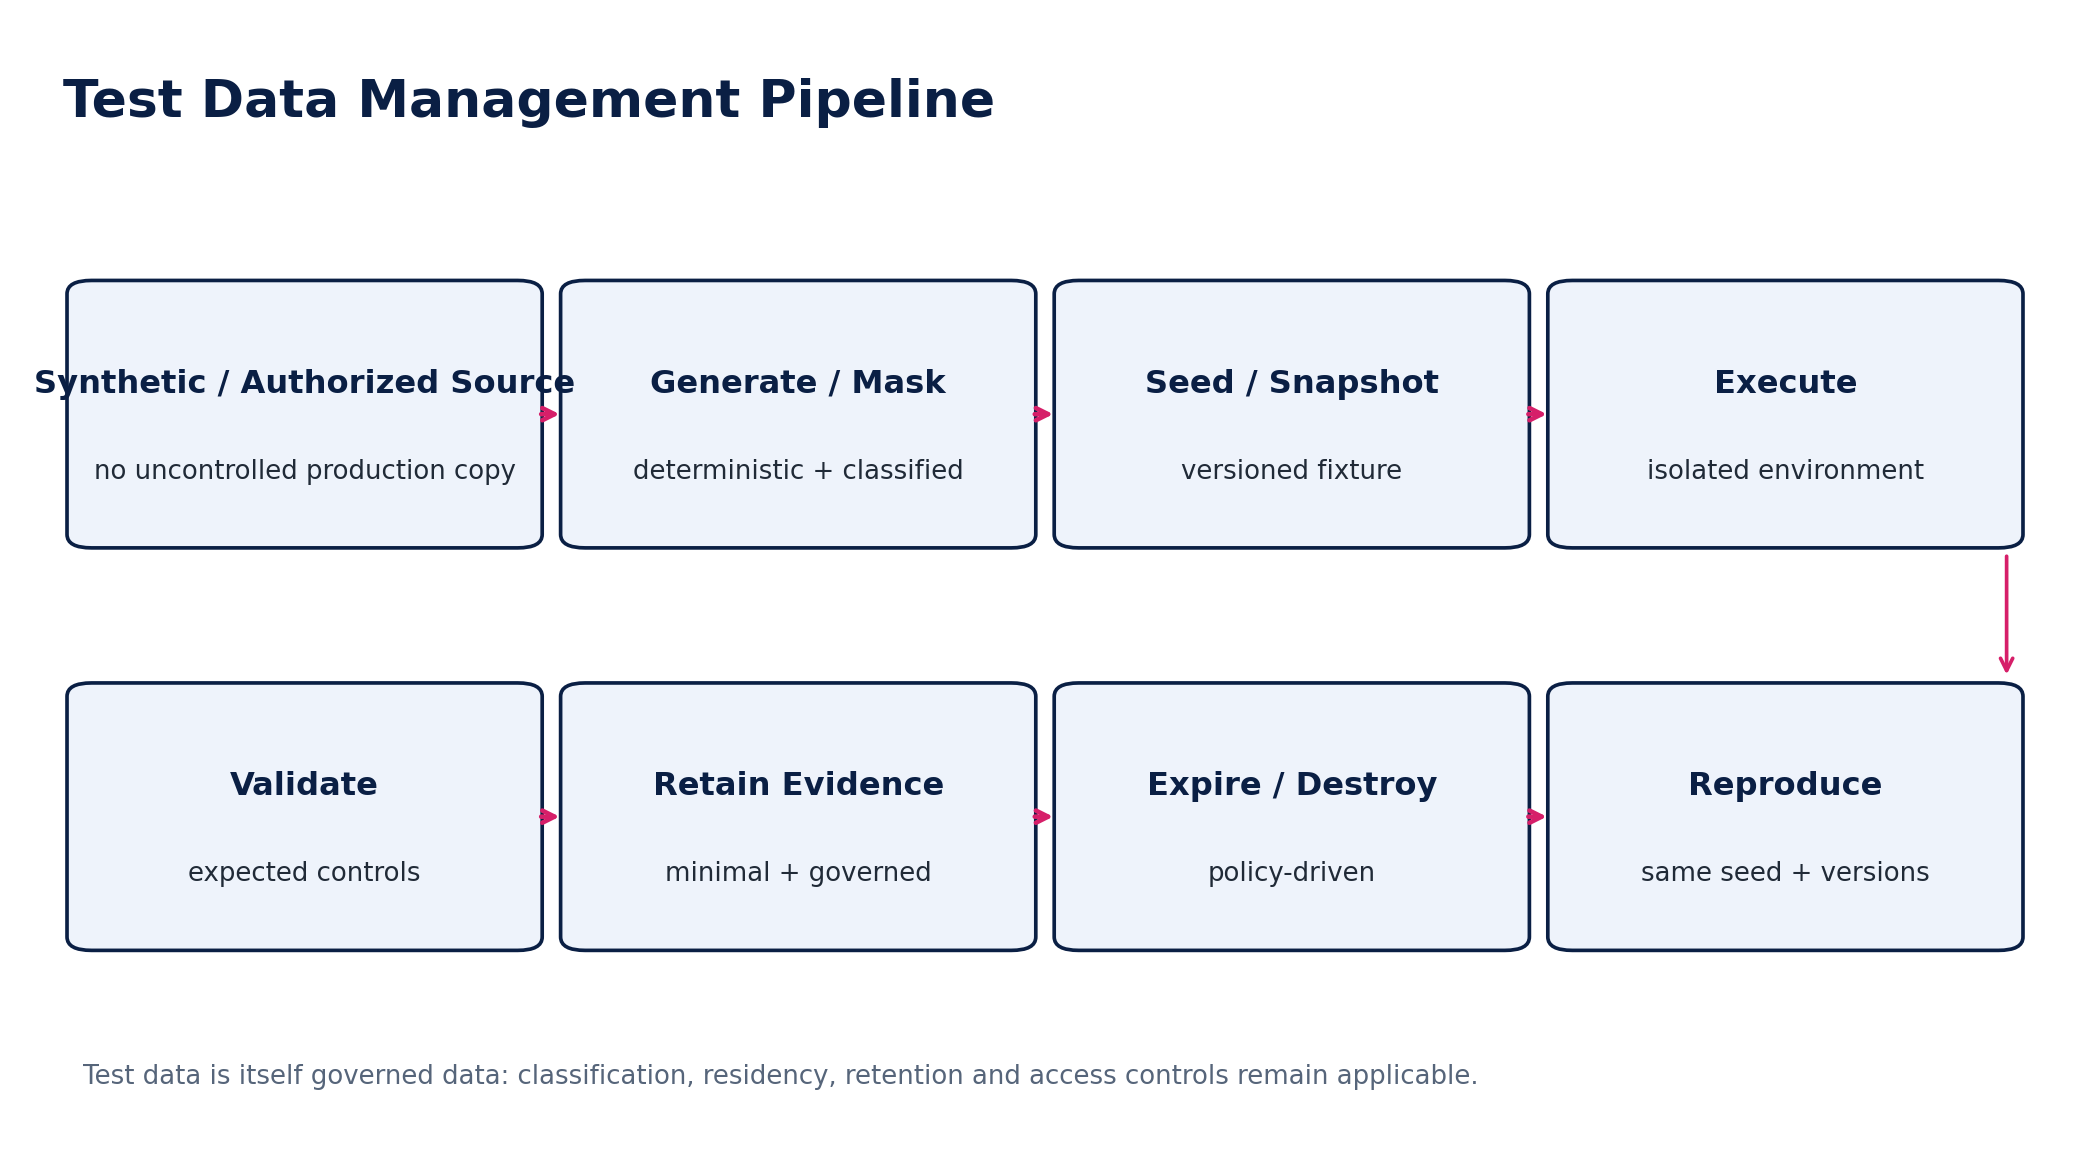 Test Data Management Pipeline
Synthetic / Authorized Source
no uncontrolled production copy
Generate / Mask
deterministic + classified
Seed / Snapshot
versioned fixture
Execute
isolated environment
Validate
expected controls
Retain Evidence
minimal + governed
Expire / Destroy
policy-driven
Reproduce
same seed + versions
Test data is itself governed data: classification, residency, retention and access controls remain applicable.